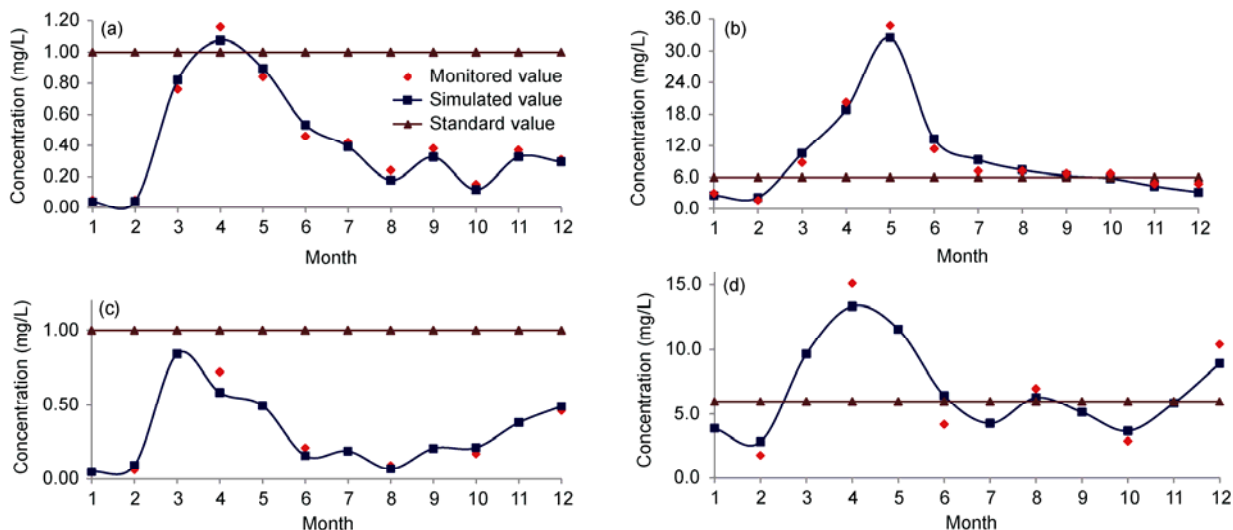 (a)
Concentration (mg/L)
1.20
1.00
0.80
0.60
0.40
0.20
0.00
Monitored value
Simulated value
Standard value
1 2 3 4 5 6 7 8 9 10 11 12
Month
(b)
Concentration (mg/L)
36.0
30.0
24.0
18.0
12.0
6.0
0.0
1 2 3 4 5 6 7 8 9 10 11 12
Month
(c)
Concentration (mg/L)
1.00
0.50
0.00
1 2 3 4 5 6 7 8 9 10 11 12
Month
(d)
Concentration (mg/L)
15.0
10.0
5.0
0.0
1 2 3 4 5 6 7 8 9 10 11 12
Month